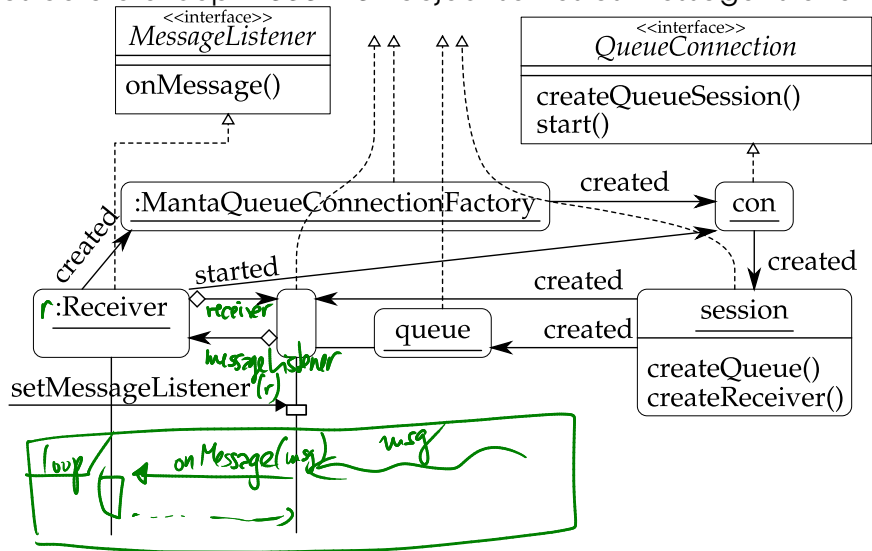 <<interface>>
MessageListener
onMessage()
<<interface>>
QueueConnection
createQueueSession()
start()
:MantaQueueConnectionFactory
created
con
created
created
started
r:Receiver
receiver
messageListener
queue
created
created
session
createQueue()
createReceiver()
setMessageListener(r)
loop
onMessage(msg)
msg